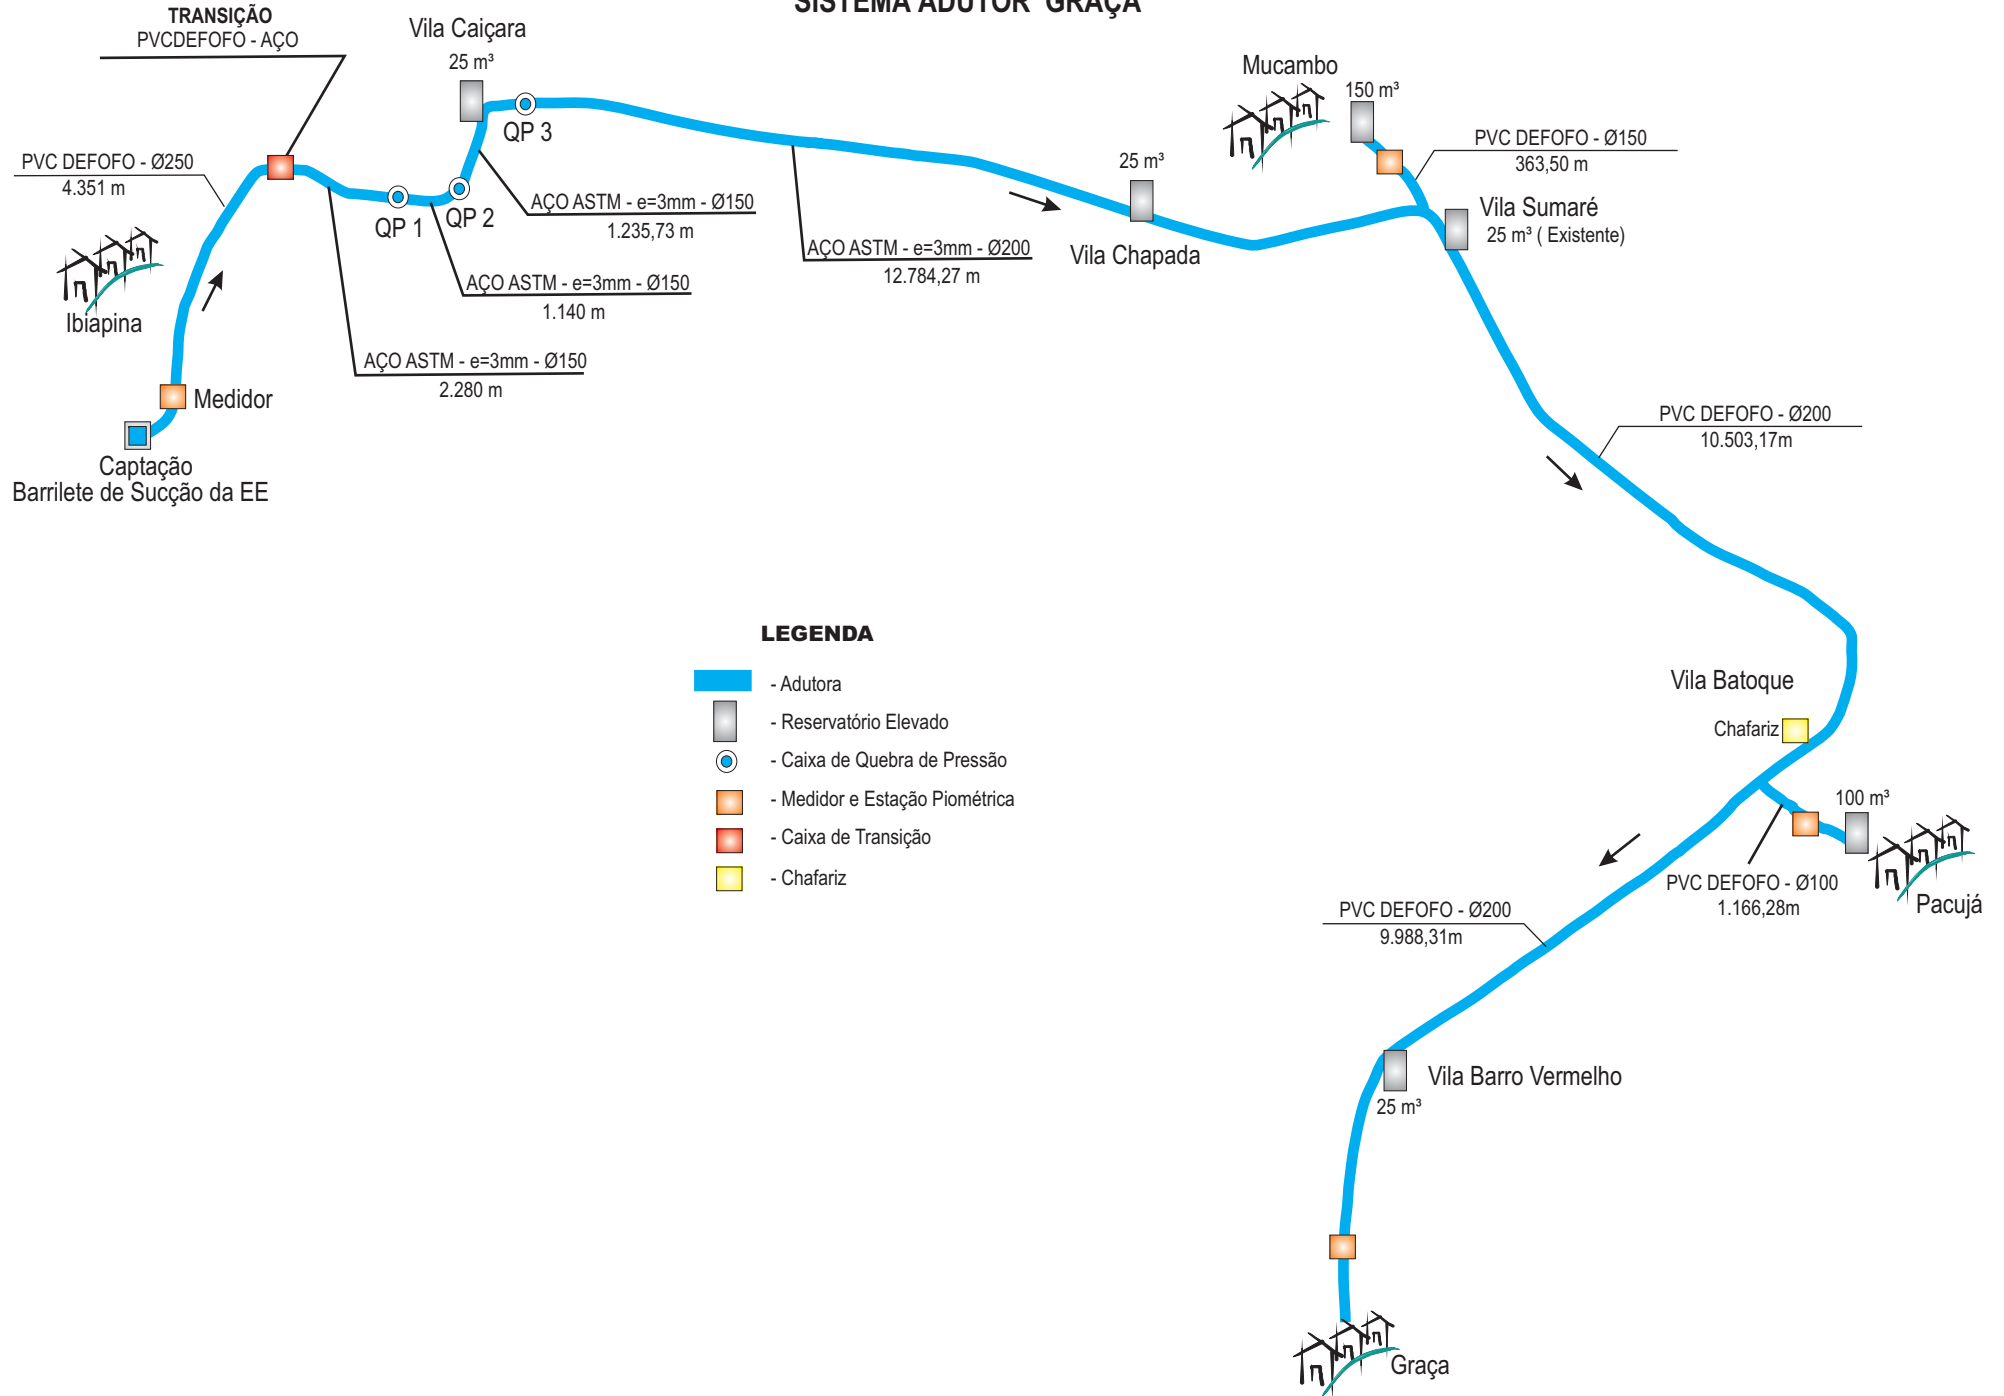 SISTEMA ADUTOR GRAÇA
TRANSIÇÃO
PVCDEFOFO - AÇO
Vila Caiçara
25 m³
QP 3
PVC DEFOFO - Ø250
4.351 m
QP 1
QP 2
AÇO ASTM - e=3mm - Ø150
1.235,73 m
AÇO ASTM - e=3mm - Ø150
1.140 m
AÇO ASTM - e=3mm - Ø150
2.280 m
AÇO ASTM - e=3mm - Ø200
12.784,27 m
Ibiapina
Medidor
Captação
Barrilete de Sucção da EE
25 m³
Vila Chapada
Mucambo
150 m³
PVC DEFOFO - Ø150
363,50 m
Vila Sumaré
25 m³ ( Existente)
PVC DEFOFO - Ø200
10.503,17m
LEGENDA
- Adutora
- Reservatório Elevado
- Caixa de Quebra de Pressão
- Medidor e Estação Piométrica
- Caixa de Transição
- Chafariz
Vila Batoque
Chafariz
100 m³
PVC DEFOFO - Ø100
1.166,28m
Pacujá
PVC DEFOFO - Ø200
9.988,31m
Vila Barro Vermelho
25 m³
Graça